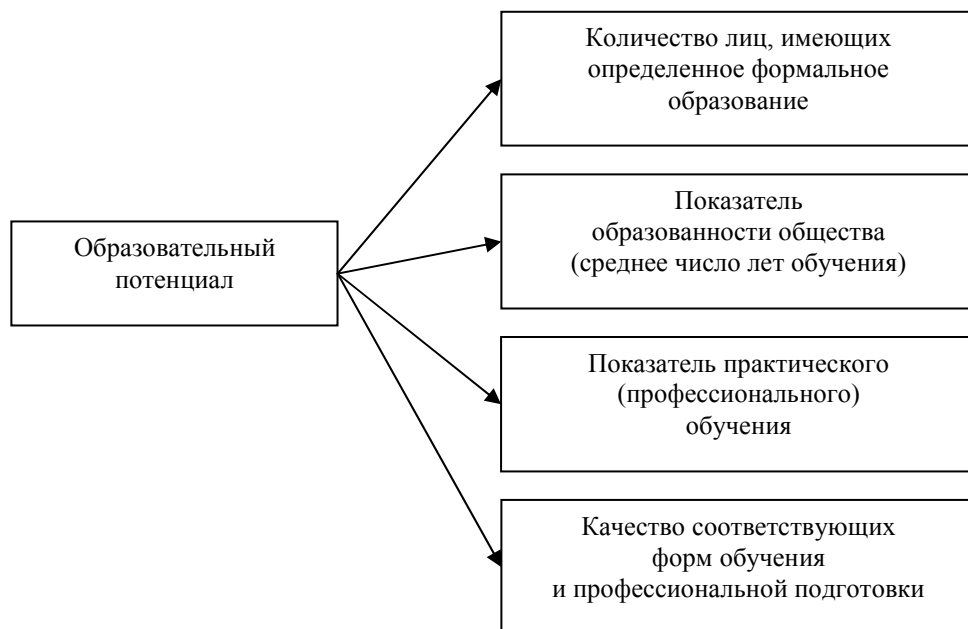 Количество лиц, имеющих
определенное формальное
образование
Показатель
образованности общества
(среднее число лет обучения)
Образовательный
потенциал
Показатель практического
(профессионального)
обучения
Качество соответствующих
форм обучения
и профессиональной подготовки